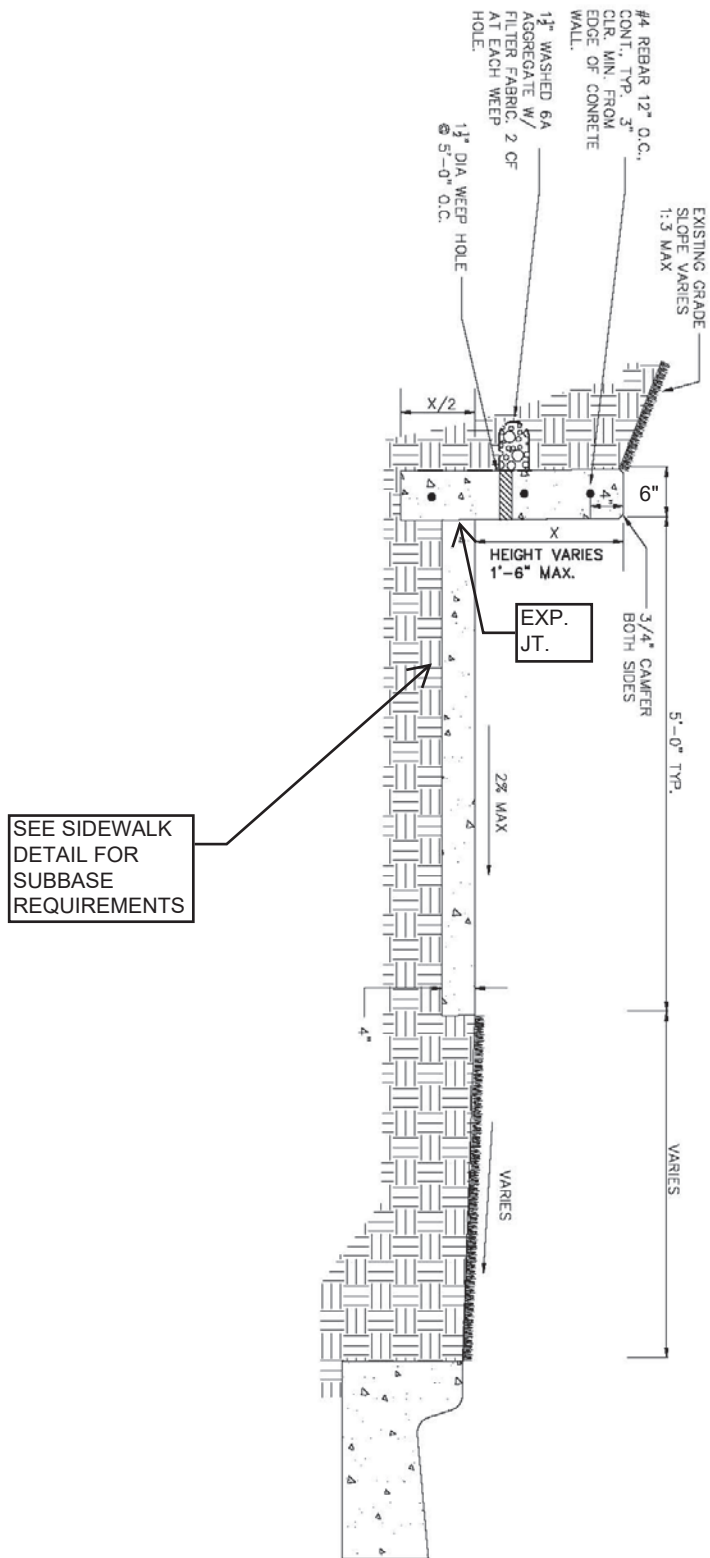 #4 REBAR 12" O.C.,
CONT., TYP. 3"
CLR. MIN. FROM
EDGE OF CONRETE
WALL.
1½" WASHED 6A
AGGREGATE W/
FILTER FABRIC. 2 CF
AT EACH WEEP
HOLE.
1½" DIA WEEP HOLE
@ 5'-0" O.C.
EXISTING GRADE
SLOPE VARIES
1:3 MAX
X/2
4"
6"
X
HEIGHT VARIES
1'-6" MAX.
3/4" CAMFER
BOTH SIDES
5'-0" TYP.
EXP.
JT.
2% MAX
SEE SIDEWALK
DETAIL FOR
SUBBASE
REQUIREMENTS
4"
VARIES
VARIES